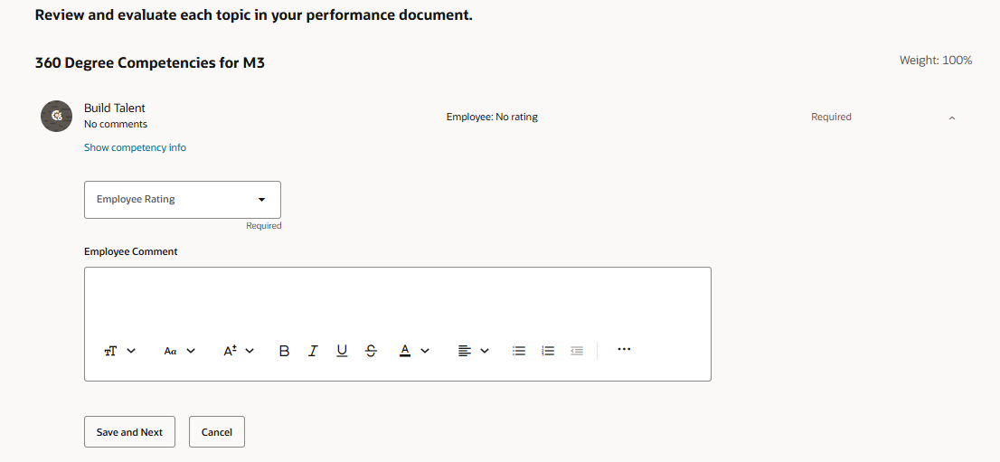 Review and evaluate each topic in your performance document.
360 Degree Competencies for M3
Weight: 100%
Build Talent
No comments
Employee: No rating
Required
Show competency info
Employee Rating
Required
Employee Comment
Save and Next
Cancel